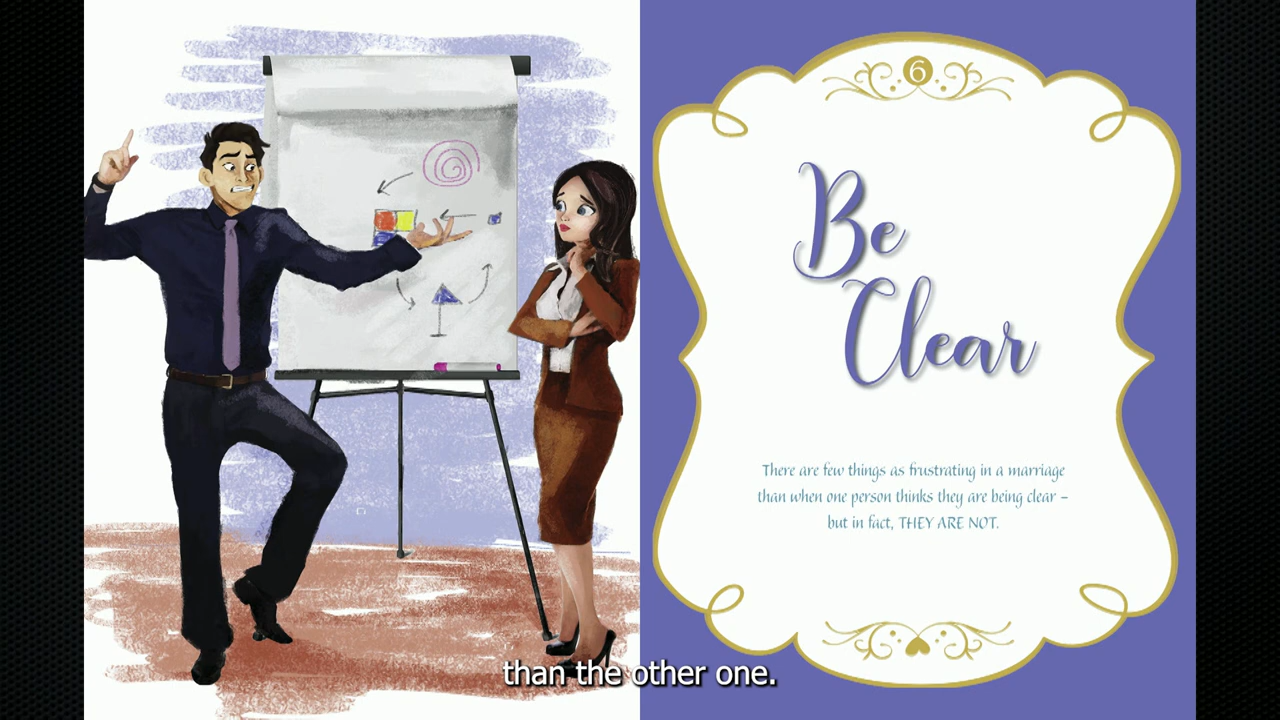 6
Be
Clear
There are few things as frustrating in a marriage
than when one person thinks they are being clear –
but in fact, THEY ARE NOT.
than the other one.